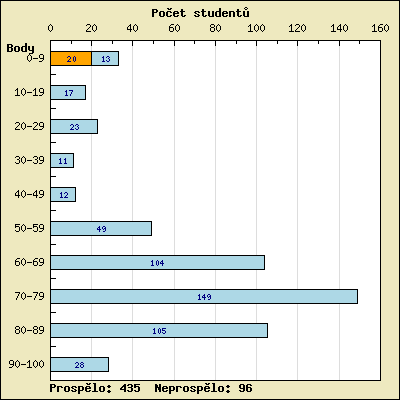 Počet studentů
0 20 40 60 80 100 120 140 160
Body
0-9 20 13
10-19 17
20-29 23
30-39 11
40-49 12
50-59 49
60-69 104
70-79 149
80-89 105
90-100 28
Prospělo: 435 Neprospělo: 96